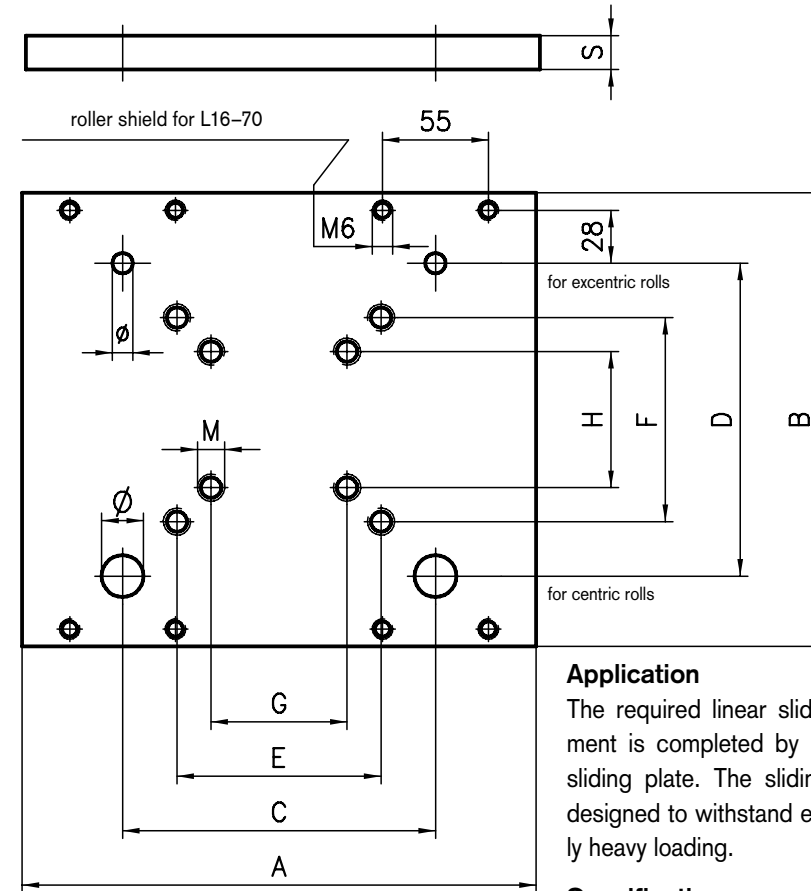 S
roller shield for L16–70
55
M6
28
for excentric rolls
ø
M
H
F
D
B
Ø
for centric rolls
G
E
C
A
Application
The required linear slid
ment is completed by
sliding plate. The slidin
designed to withstand e
ly heavy loading.